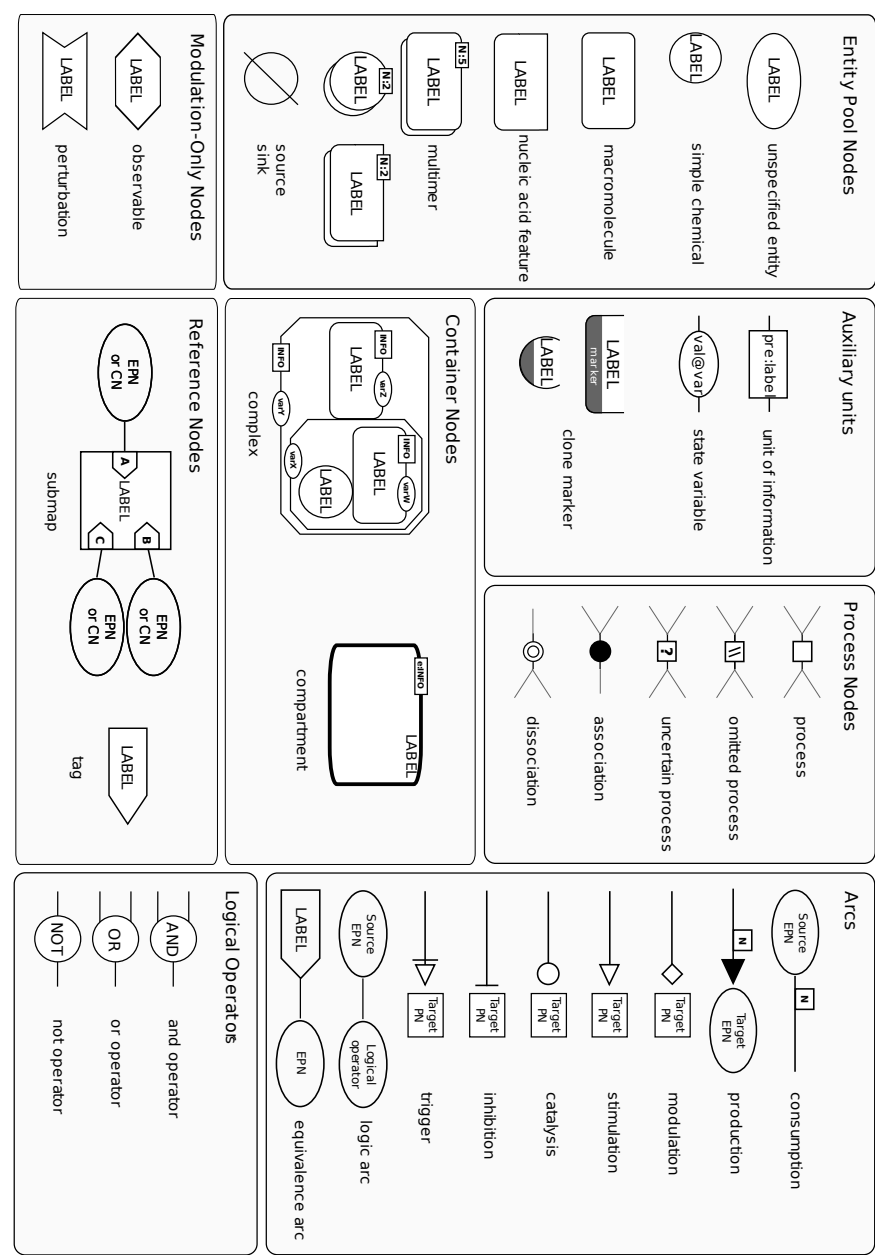 Entity Pool Nodes
LABEL
unspecified entity
LABEL
simple chemical
LABEL
macromolecule
LABEL
nucleic acid feature
N:5
LABEL
multimer
N:2
LABEL
N:2
LABEL
source
sink
Modulation-Only Nodes
LABEL
observable
LABEL
perturbation
Auxiliary units
pre:label
unit of information
val@var
state variable
LABEL
marker
LABEL
clone marker
Container Nodes
INFO
varZ
LABEL
INFO
varY
INFO
varW
LABEL
varX
LABEL
complex
e:INFO
LABEL
compartment
Reference Nodes
EPN
or CN
A
LABEL
B
C
EPN
or CN
EPN
or CN
submap
LABEL
tag
Process Nodes
process
\\
omitted process
?
uncertain process
association
dissociation
Arcs
Source
EPN
N
consumption
N
Target
EPN
production
Target
PN
modulation
Target
PN
stimulation
Target
PN
catalysis
Target
PN
inhibition
Target
PN
trigger
Source
EPN
Logical
operator
logic arc
LABEL
EPN
equivalence arc
Logical Operators
AND
and operator
OR
or operator
NOT
not operator